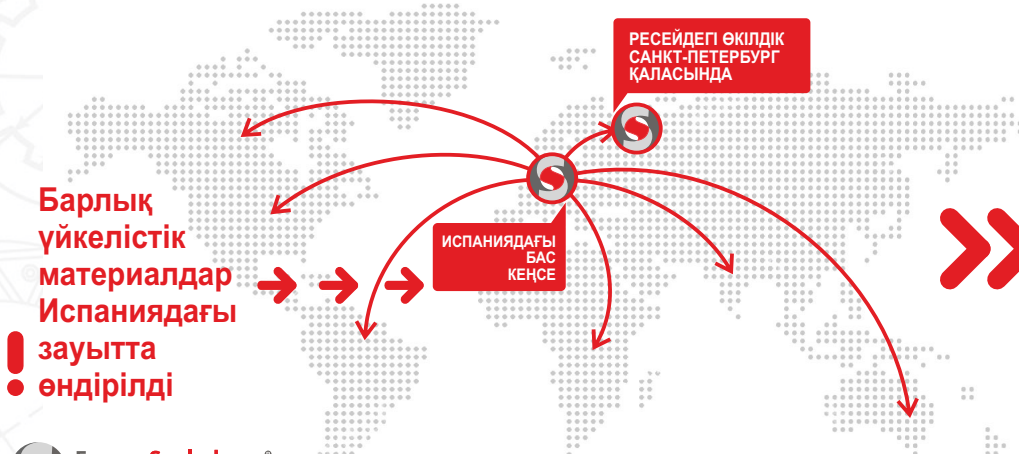 РЕСЕЙДЕГІ ӨКІЛДІК
САНКТ-ПЕТЕРБУРГ
ҚАЛАСЫНДА
ИСПАНИЯДАҒЫ
БАС
КЕҢСЕ
Барлық
үйкелістік
материалдар
Испаниядағы
зауытта
өндірілді